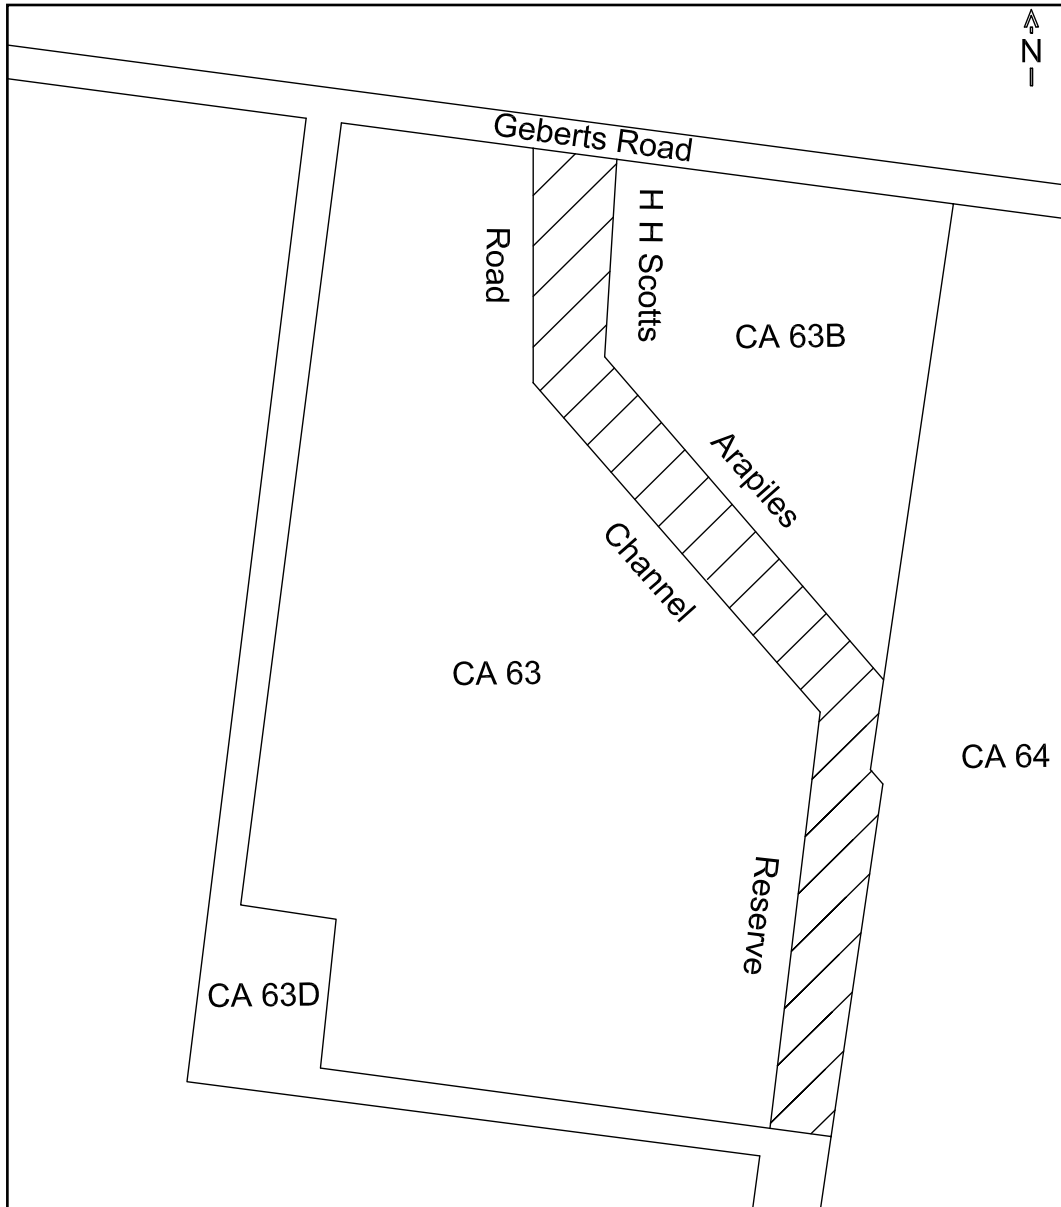 N
Geberts Road
H H Scotts
Road
CA 63B
Arapiles
Channel
CA 63
CA 64
Reserve
CA 63D